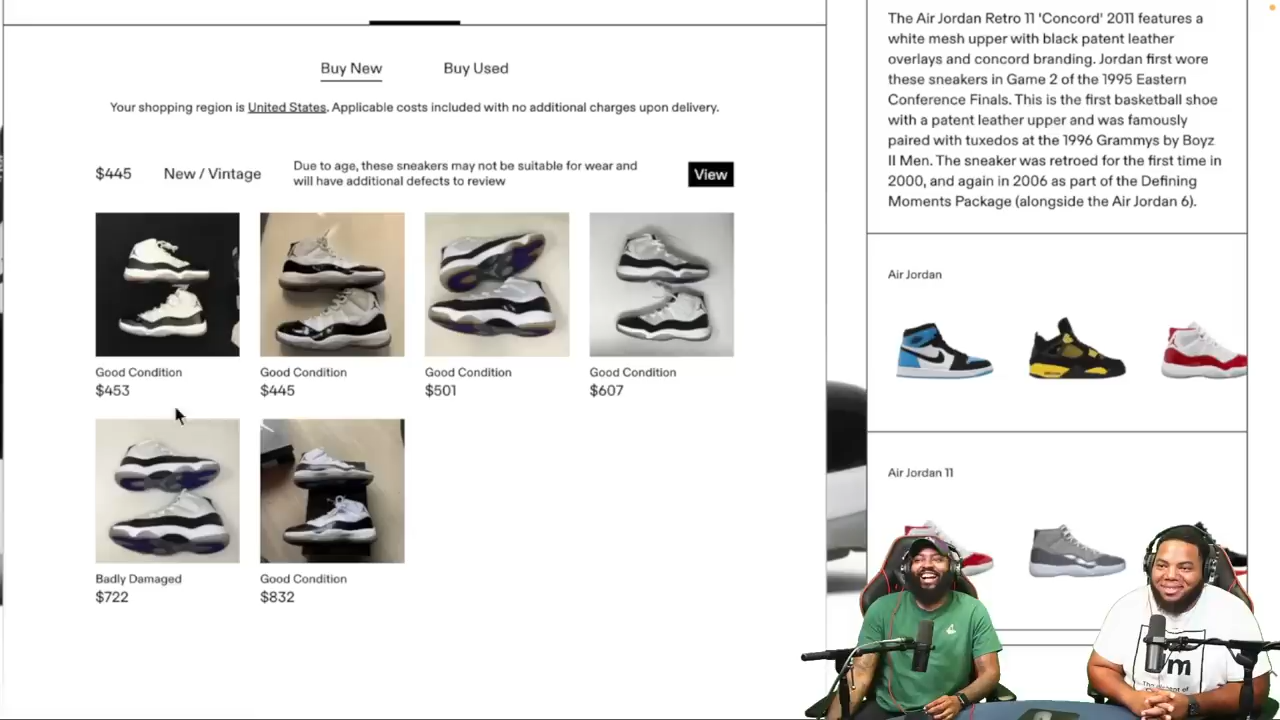 Buy New
Buy Used
Your shopping region is United States. Applicable costs included with no additional charges upon delivery.
$445
New / Vintage
Due to age, these sneakers may not be suitable for wear and
will have additional defects to review
View
Good Condition
$453
Good Condition
$445
Good Condition
$501
Good Condition
$607
Badly Damaged
$722
Good Condition
$832
The Air Jordan Retro 11 'Concord' 2011 features a
white mesh upper with black patent leather
overlays and concord branding. Jordan first wore
these sneakers in Game 2 of the 1995 Eastern
Conference Finals. This is the first basketball shoe
with a patent leather upper and was famously
paired with tuxedos at the 1996 Grammys by Boyz
II Men. The sneaker was retroed for the first time in
2000, and again in 2006 as part of the Defining
Moments Package (alongside the Air Jordan 6).
Air Jordan
Air Jordan 11